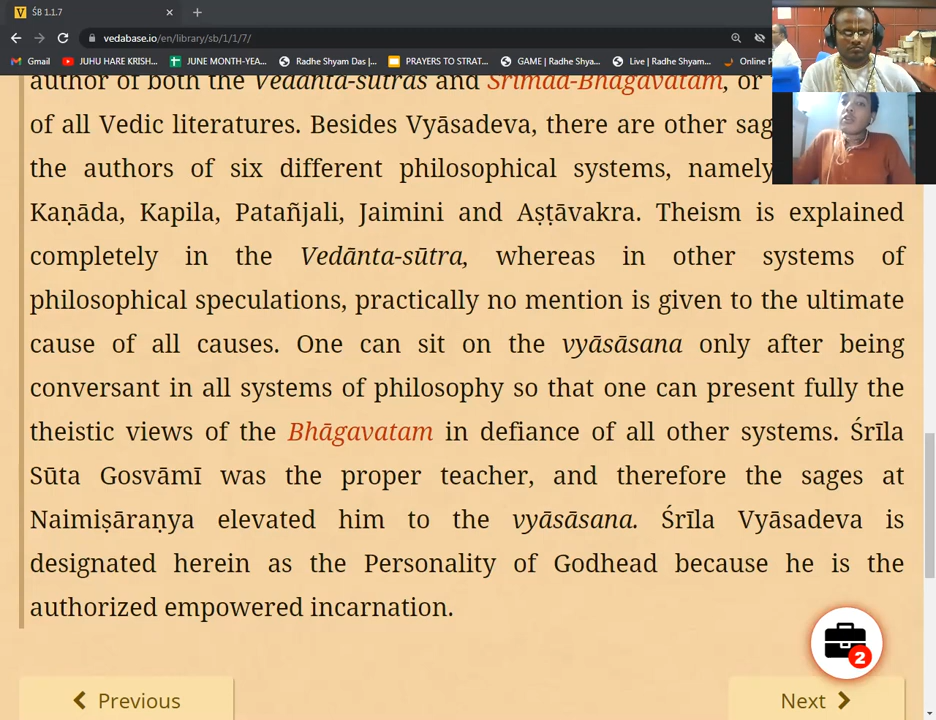 ŚB 1.1.7
vedabase.io/en/library/sb/1/1/7/
Gmail JUHU HARE KRISH... JUNE MONTH-YEA... Radhe Shyam Das |... PRAYERS TO STRAT... GAME | Radhe Shya... Live | Radhe Shyam... Online P
author of both the Vedānta-sūtras and Śrīmad-Bhāgavatam, or
of all Vedic literatures. Besides Vyāsadeva, there are other sag
the authors of six different philosophical systems, namely
Kaṇāda, Kapila, Patañjali, Jaimini and Aṣṭāvakra. Theism is explained
completely in the Vedānta-sūtra, whereas in other systems of
philosophical speculations, practically no mention is given to the ultimate
cause of all causes. One can sit on the vyāsāsana only after being
conversant in all systems of philosophy so that one can present fully the
theistic views of the Bhāgavatam in defiance of all other systems. Śrīla
Sūta Gosvāmī was the proper teacher, and therefore the sages at
Naimiṣāraṇya elevated him to the vyāsāsana. Śrīla Vyāsadeva is
designated herein as the Personality of Godhead because he is the
authorized empowered incarnation.
2
Previous Next